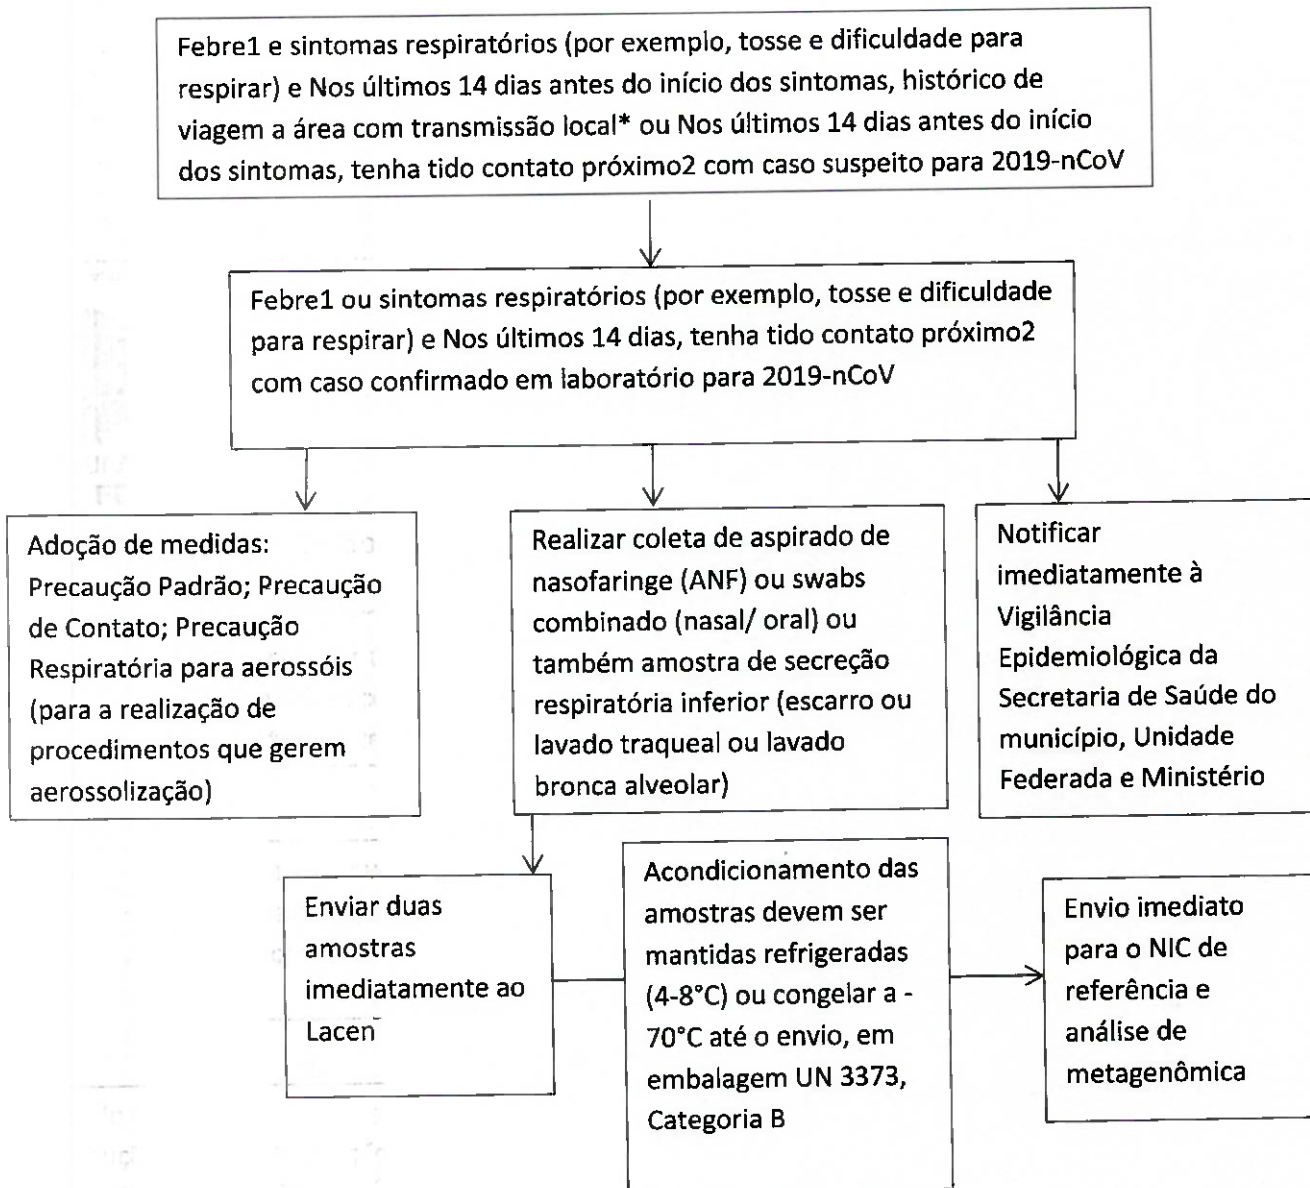 Febre1 e sintomas respiratórios (por exemplo, tosse e dificuldade para
respirar) e Nos últimos 14 dias antes do início dos sintomas, histórico de
viagem a área com transmissão local* ou Nos últimos 14 dias antes do início
dos sintomas, tenha tido contato próximo2 com caso suspeito para 2019-nCoV
Febre1 ou sintomas respiratórios (por exemplo, tosse e dificuldade
para respirar) e Nos últimos 14 dias, tenha tido contato próximo2
com caso confirmado em laboratório para 2019-nCoV
Adoção de medidas:
Precaução Padrão; Precaução
de Contato; Precaução
Respiratória para aerossóis
(para a realização de
procedimentos que gerem
aerossolização)
Realizar coleta de aspirado de
nasofaringe (ANF) ou swabs
combinado (nasal/ oral) ou
também amostra de secreção
respiratória inferior (escarro ou
lavado traqueal ou lavado
bronca alveolar)
Notificar
imediatamente à
Vigilância
Epidemiológica da
Secretaria de Saúde do
município, Unidade
Federada e Ministério
Enviar duas
amostras
imediatamente ao
Lacen
Acondicionamento das
amostras devem ser
mantidas refrigeradas
(4-8°C) ou congelar a -
70°C até o envio, em
embalagem UN 3373,
Categoria B
Envio imediato
para o NIC de
referência e
análise de
metagenômica